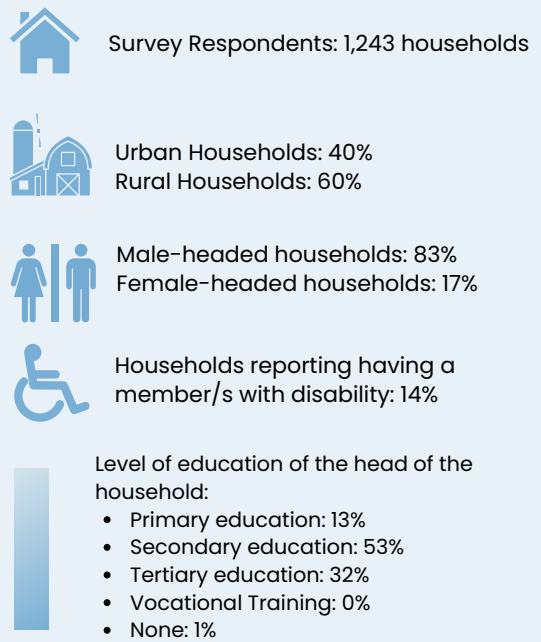 Survey Respondents: 1,243 households
Urban Households: 40%
Rural Households: 60%
Male-headed households: 83%
Female-headed households: 17%
Households reporting having a
member/s with disability: 14%
Level of education of the head of the
household:
• Primary education: 13%
• Secondary education: 53%
• Tertiary education: 32%
• Vocational Training: 0%
• None: 1%